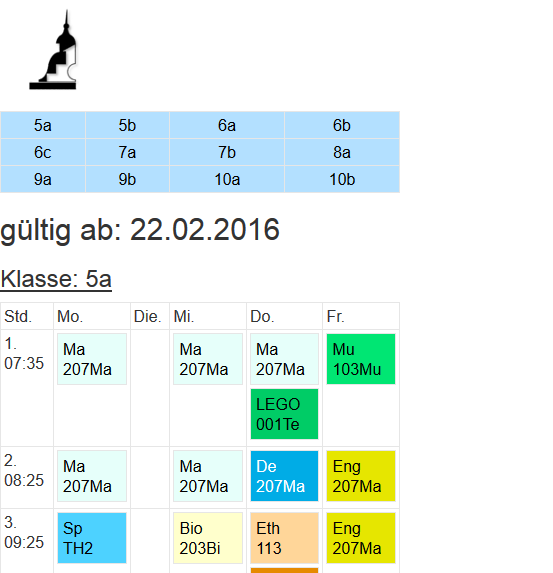 5a 5b 6a 6b
6c 7a 7b 8a
9a 9b 10a 10b
gültig ab: 22.02.2016
Klasse: 5a
Std. Mo. Die. Mi. Do. Fr.
1. Ma Ma Ma Mu
07:35 207Ma 207Ma 207Ma 103Mu
LEGO
001Te
2. Ma Ma De Eng
08:25 207Ma 207Ma 207Ma 207Ma
3. Sp Bio Eth Eng
09:25 TH2 203Bi 113 207Ma